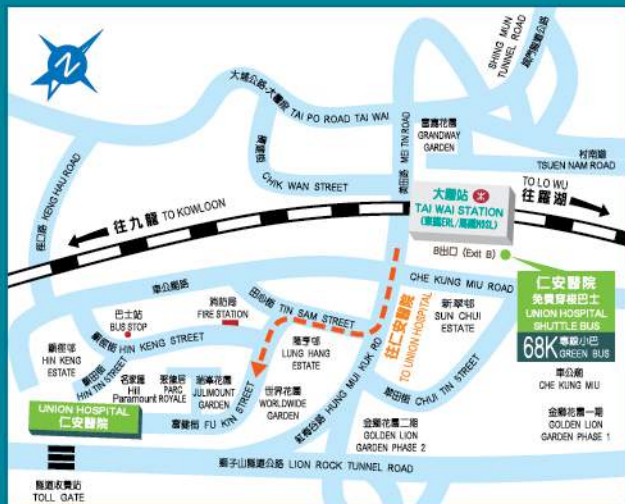 N
SHING MUN
TUNNEL ROAD
城門隧道公路
大埔公路-大圍段 TAI PO ROAD TAI WAI
積運街
CHIK WAN STREET
美田路 MEI TIN ROAD
富嘉花園
GRANDWAY
GARDEN
村南道
TSUEN NAM ROAD
徑口路 KENG HAU ROAD
往九龍 TO KOWLOON
大圍站
TAI WAI STATION
TO LO WU
往羅湖
B出口 (Exit B)
仁安醫院
免費穿梭巴士
UNION HOSPITAL
SHUTTLE BUS
68K 專線小巴
GREEN BUS
車公廟路
CHE KUNG MIU ROAD
消防局
FIRE STATION
巴士站
BUS STOP
田心街 TIN SAM STREET
往仁安醫院
TO UNION HOSPITAL
新翠邨
SUN CHUI
ESTATE
顯徑邨
HIN KENG
ESTATE
顯徑街 HIN KENG STREET
隆亨邨
LUNG HANG
ESTATE
顯田街
HIN TIN STREET
名家匯
Hill
Paramount
聚龍居
PARC
ROYALE
瑞峯花園
JULIMOUNT
GARDEN
世界花園
WORLDWIDE
GARDEN
紅梅谷路 HUNG MUI KUK RD
翠田街 CHUI TIN STREET
車公廟
CHE KUNG MIU
金獅花園二期
GOLDEN LION
GARDEN PHASE 2
金獅花園一期
GOLDEN LION
GARDEN PHASE 1
UNION HOSPITAL
仁安醫院
富健街 FU KIN STREET
獅子山隧道公路 LION ROCK TUNNEL ROAD
隧道收費站
TOLL GATE